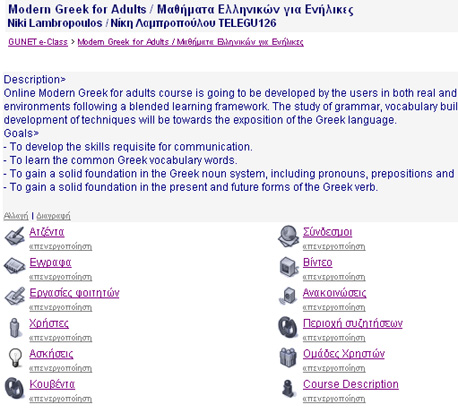 Modern Greek for Adults / Μαθήματα Ελληνικών για Ενήλικες
Niki Lambropoulos / Νίκη Λαμπροπούλου TELEGU126
GUNET e-Class > Modern Greek for Adults / Μαθήματα Ελληνικών για Ενήλικες
Description>
Online Modern Greek for adults course is going to be developed by the users in both real and
environments following a blended learning framework. The study of grammar, vocabulary buil
development of techniques will be towards the exposition of the Greek language.
Goals>
- To develop the skills requisite for communication.
- To learn the common Greek vocabulary words.
- To gain a solid foundation in the Greek noun system, including pronouns, prepositions and
- To gain a solid foundation in the present and future forms of the Greek verb.
Αλλαγή | Διαγραφή
Ατζέντα
απενεργοποίηση
Σύνδεσμοι
απενεργοποίηση
Εγγραφα
απενεργοποίηση
Βίντεο
απενεργοποίηση
Εργασίες φοιτητών
απενεργοποίηση
Ανακοινώσεις
απενεργοποίηση
Χρήστες
απενεργοποίηση
Περιοχή συζητήσεων
απενεργοποίηση
Ασκήσεις
απενεργοποίηση
Ομάδες Χρηστών
απενεργοποίηση
Κουβέντα
απενεργοποίηση
Course Description
απενεργοποίηση